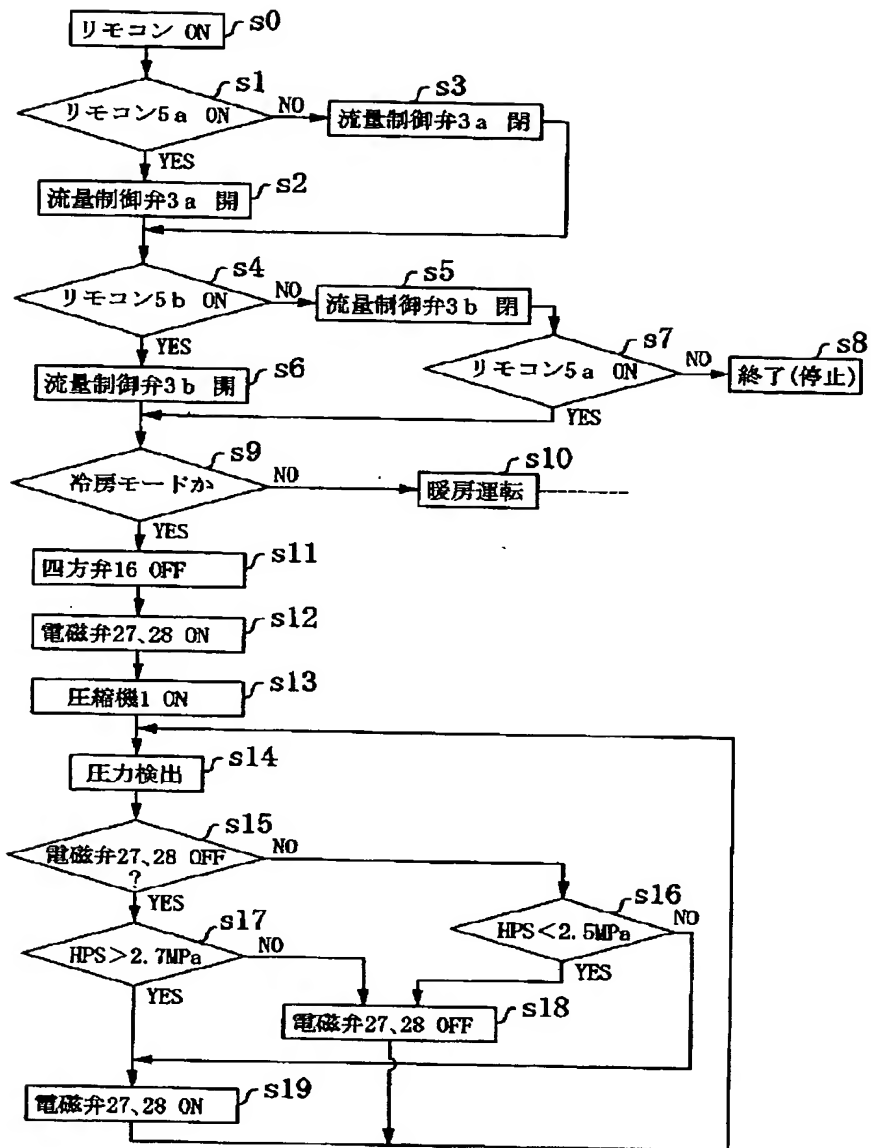 リモコン ON
s0
リモコン5a ON
s1
NO
YES
流量制御弁3a 閉
s3
流量制御弁3a 開
s2
リモコン5b ON
s4
NO
YES
流量制御弁3b 閉
s5
流量制御弁3b 開
s6
リモコン5a ON
s7
NO
YES
終了(停止)
s8
冷房モードか
s9
NO
YES
暖房運転
s10
四方弁16 OFF
s11
電磁弁27、28 ON
s12
圧縮機1 ON
s13
圧力検出
s14
電磁弁27、28 OFF
?
s15
NO
YES
HPS<2.5MPa
s16
NO
YES
HPS>2.7MPa
s17
NO
YES
電磁弁27、28 OFF
s18
電磁弁27、28 ON
s19